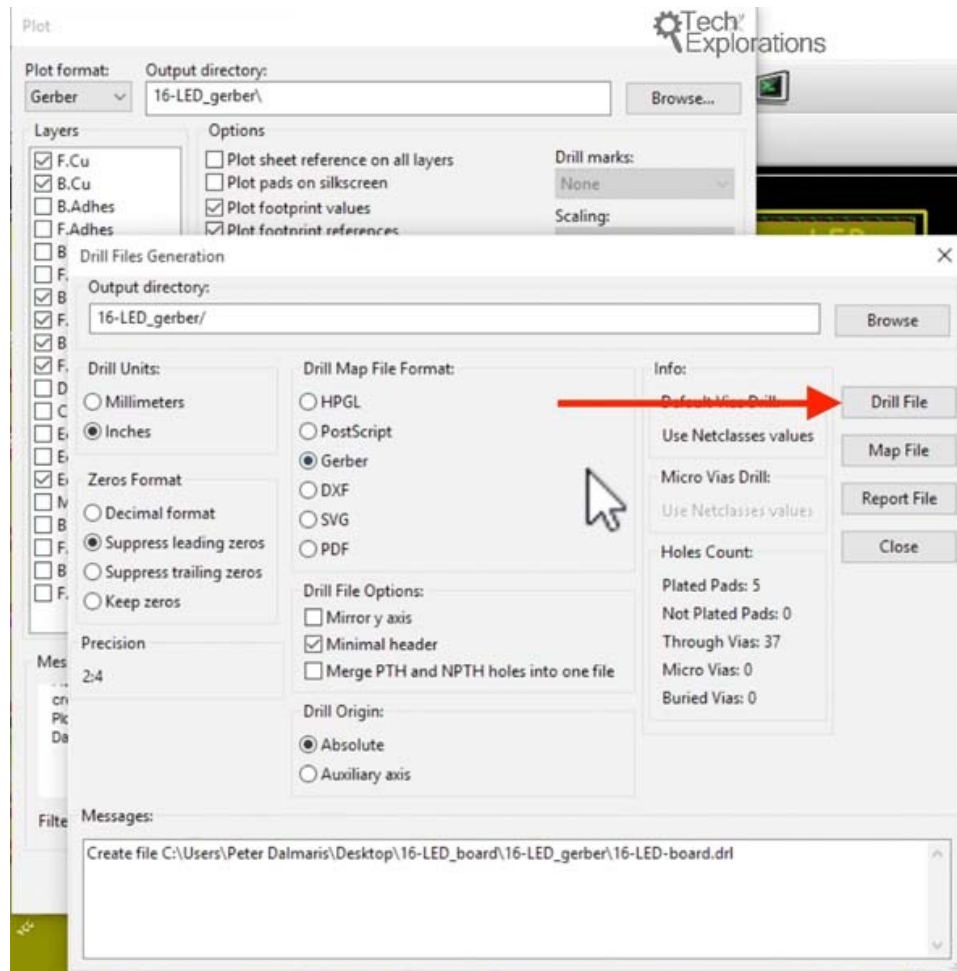 Plot
Tech
Explorations
Plot format:
Output directory:
Gerber
16-LED_gerber\
Browse...
Layers
Options
F.Cu
B.Cu
B.Adhes
F.Adhes
Plot sheet reference on all layers
Plot pads on silkscreen
Plot footprint values
Plot footprint references
Drill marks:
None
Scaling:
LED
Drill Files Generation
Output directory:
16-LED_gerber/
Browse
Drill Units:
Millimeters
Inches
Zeros Format
Decimal format
Suppress leading zeros
Suppress trailing zeros
Keep zeros
Precision
2:4
Drill Map File Format:
HPGL
PostScript
Gerber
DXF
SVG
PDF
Drill File Options:
Mirror y axis
Minimal header
Merge PTH and NPTH holes into one file
Drill Origin:
Absolute
Auxiliary axis
Info:
Default Vias Drill:
Use Netclasses values
Micro Vias Drill:
Use Netclasses values
Holes Count:
Plated Pads: 5
Not Plated Pads: 0
Through Vias: 37
Micro Vias: 0
Buried Vias: 0
Drill File
Map File
Report File
Close
Messages:
Create file C:\Users\Peter Dalmaris\Desktop\16-LED_board\16-LED_gerber\16-LED-board.drl
VCC